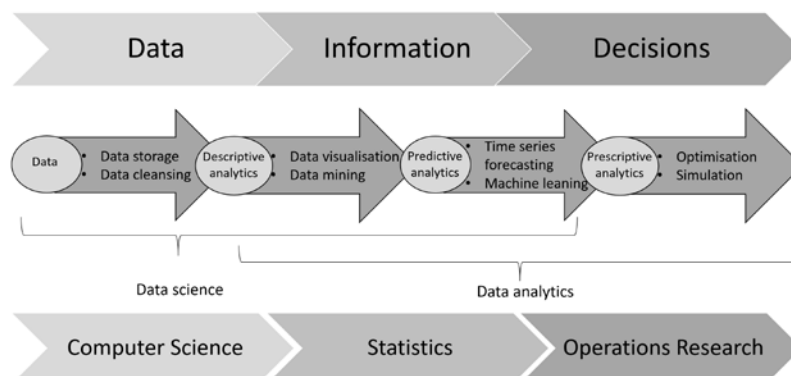 Data
Information
Decisions
Data
• Data storage
• Data cleansing
Descriptive
analytics
• Data visualisation
• Data mining
Predictive
analytics
• Time series
forecasting
• Machine leaning
Prescriptive
analytics
• Optimisation
• Simulation
Data science
Data analytics
Computer Science
Statistics
Operations Research